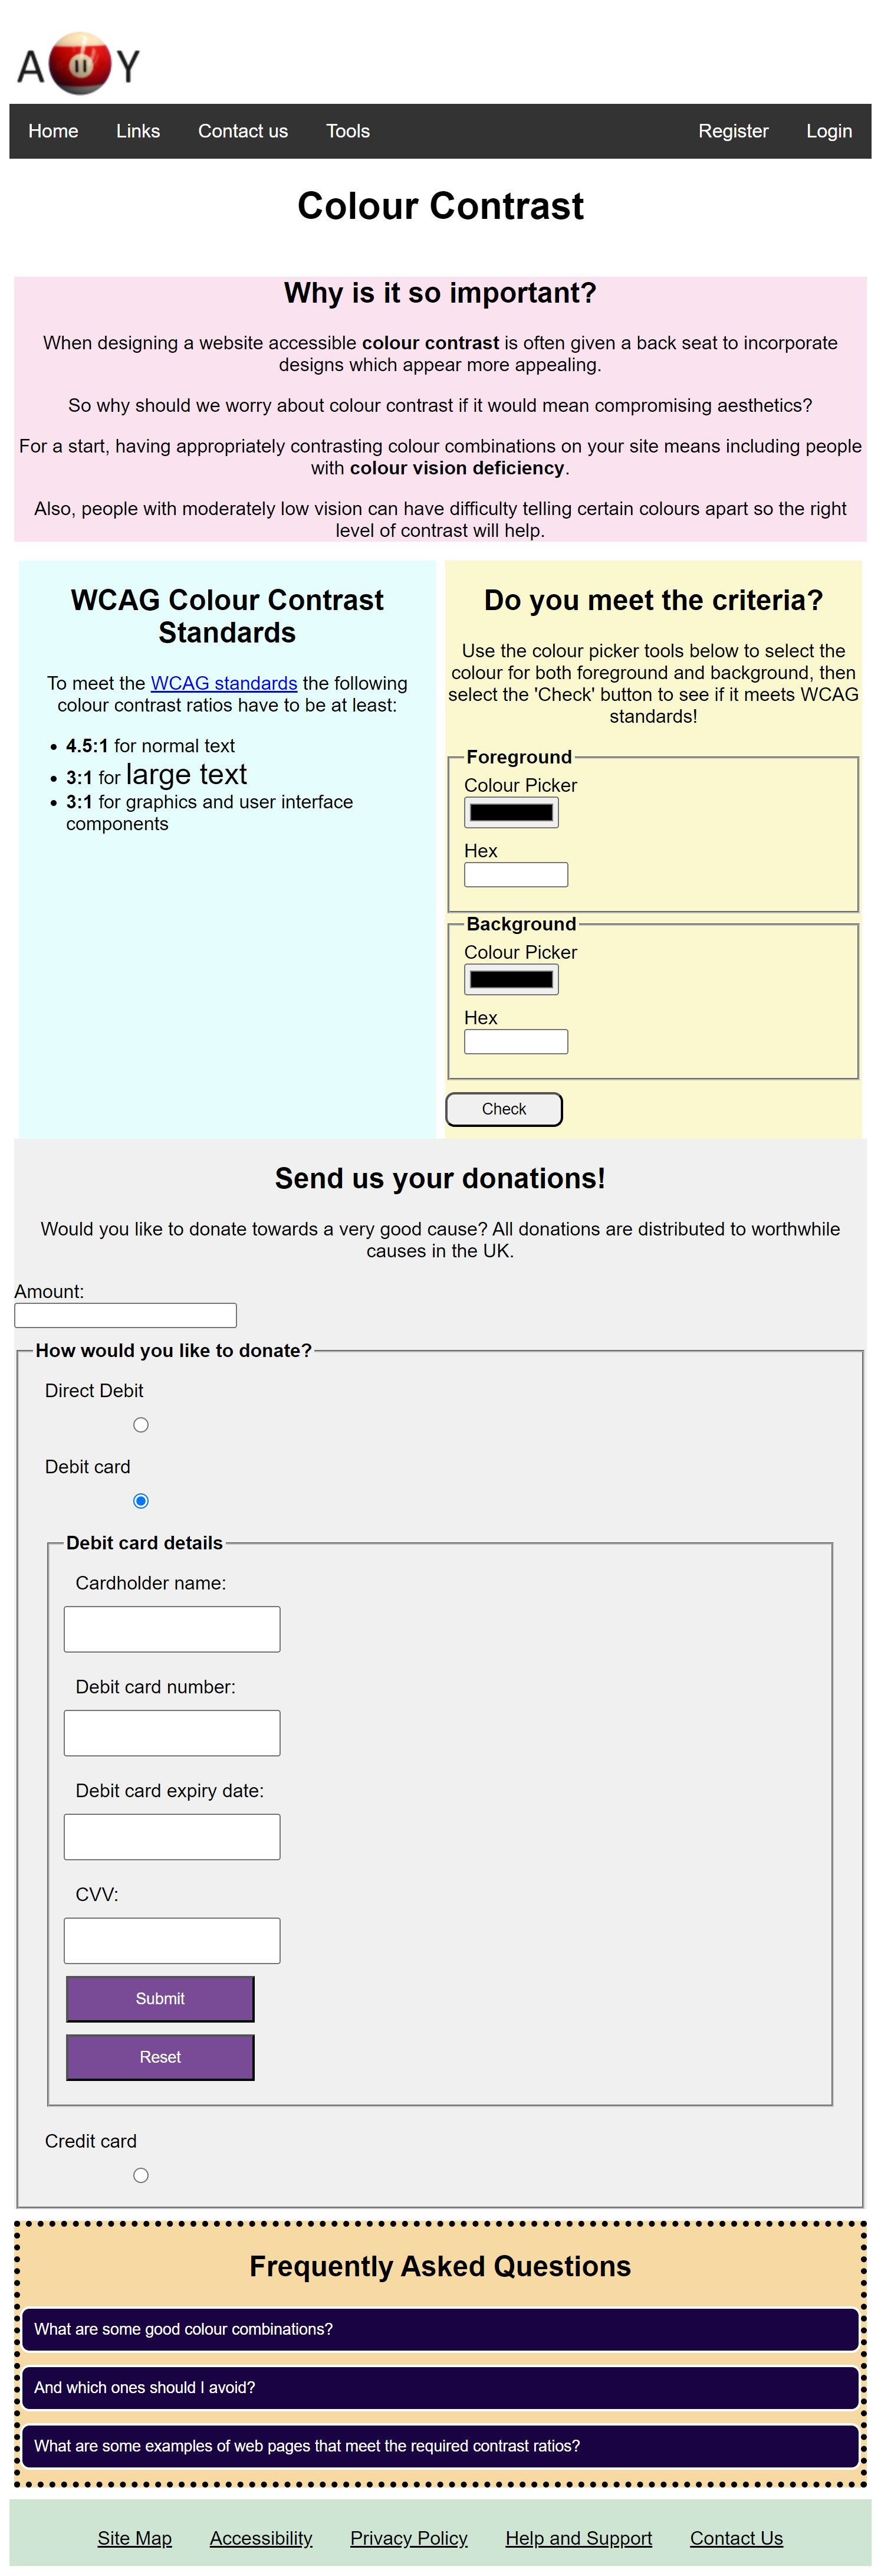 A 11 Y
Home Links Contact us Tools Register Login
Colour Contrast
Why is it so important?
When designing a website accessible colour contrast is often given a back seat to incorporate
designs which appear more appealing.
So why should we worry about colour contrast if it would mean compromising aesthetics?
For a start, having appropriately contrasting colour combinations on your site means including people
with colour vision deficiency.
Also, people with moderately low vision can have difficulty telling certain colours apart so the right
level of contrast will help.
WCAG Colour Contrast
Standards
To meet the WCAG standards the following
colour contrast ratios have to be at least:
• 4.5:1 for normal text
• 3:1 for large text
• 3:1 for graphics and user interface
components
Do you meet the criteria?
Use the colour picker tools below to select the
colour for both foreground and background, then
select the 'Check' button to see if it meets WCAG
standards!
Foreground
Colour Picker
Hex
Background
Colour Picker
Hex
Check
Send us your donations!
Would you like to donate towards a very good cause? All donations are distributed to worthwhile
causes in the UK.
Amount:
How would you like to donate?
Direct Debit
Debit card
Debit card details
Cardholder name:
Debit card number:
Debit card expiry date:
CVV:
Submit
Reset
Credit card
Frequently Asked Questions
What are some good colour combinations?
And which ones should I avoid?
What are some examples of web pages that meet the required contrast ratios?
Site Map Accessibility Privacy Policy Help and Support Contact Us